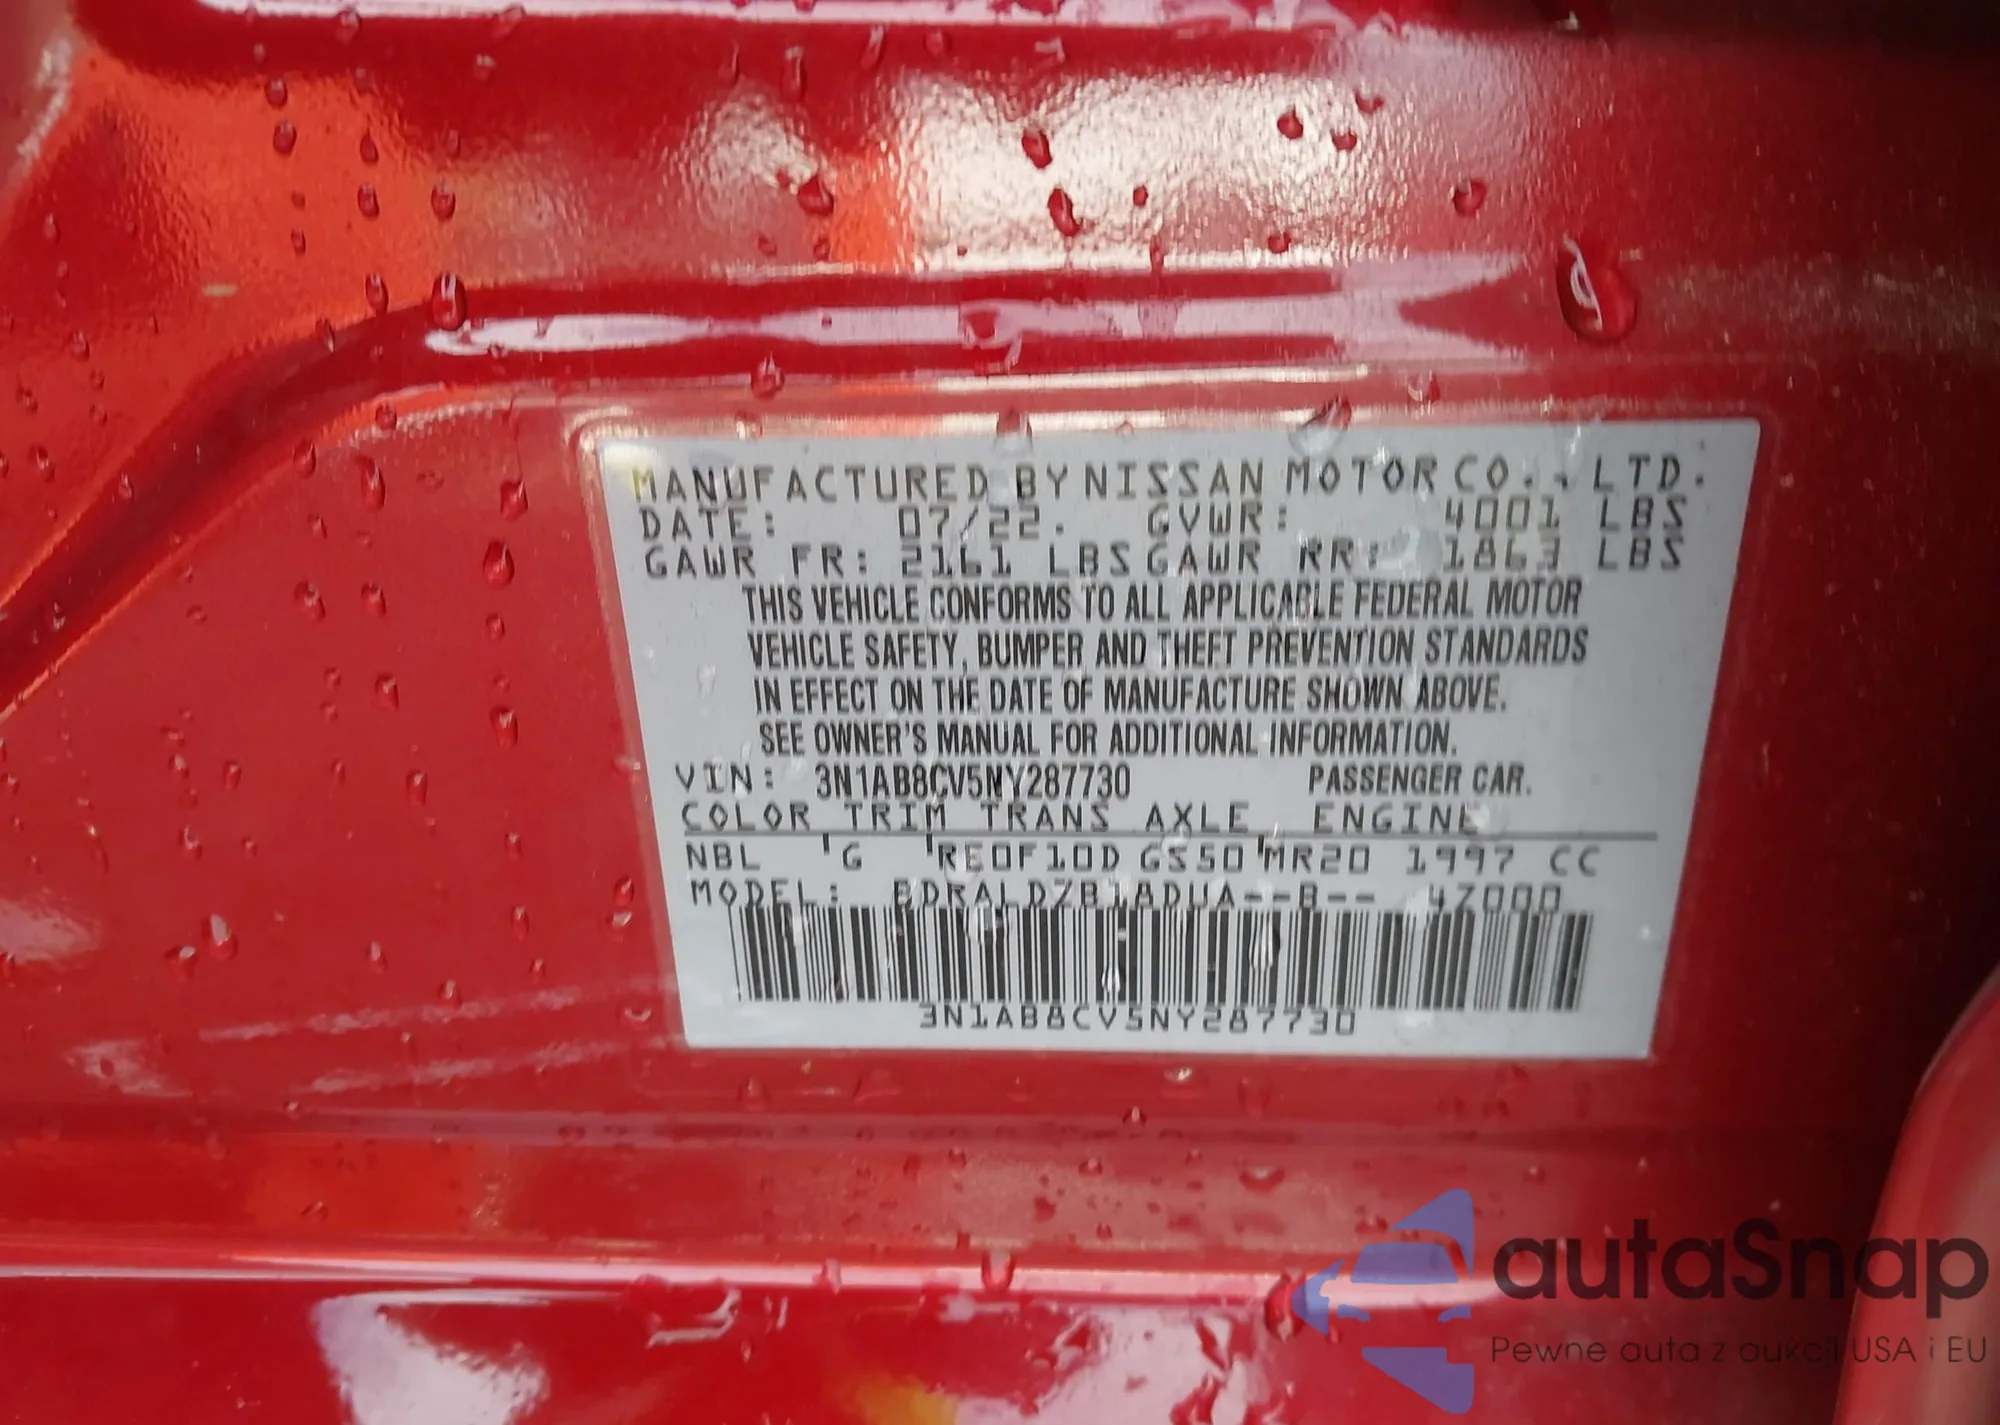 MANUFACTURED BY NISSAN MOTOR CO., LTD.
DATE: 07/22. GVWR: 4001 LBS
GAWR FR: 2161 LBS GAWR RR: 1863 LBS
THIS VEHICLE CONFORMS TO ALL APPLICABLE FEDERAL MOTOR
VEHICLE SAFETY, BUMPER AND THEFT PREVENTION STANDARDS
IN EFFECT ON THE DATE OF MANUFACTURE SHOWN ABOVE.
SEE OWNER'S MANUAL FOR ADDITIONAL INFORMATION.
VIN: 3N1AB8CV5NY287730 PASSENGER CAR.
COLOR TRIM TRANS AXLE ENGINE
NBL G RE0F10D GS50 MR20 1997 CC
MODEL: BDRALDZB18DUA--B-- 4Z000
3N1AB8CV5NY287730
autaSnap
Pewne auta z aukcji USA i EU